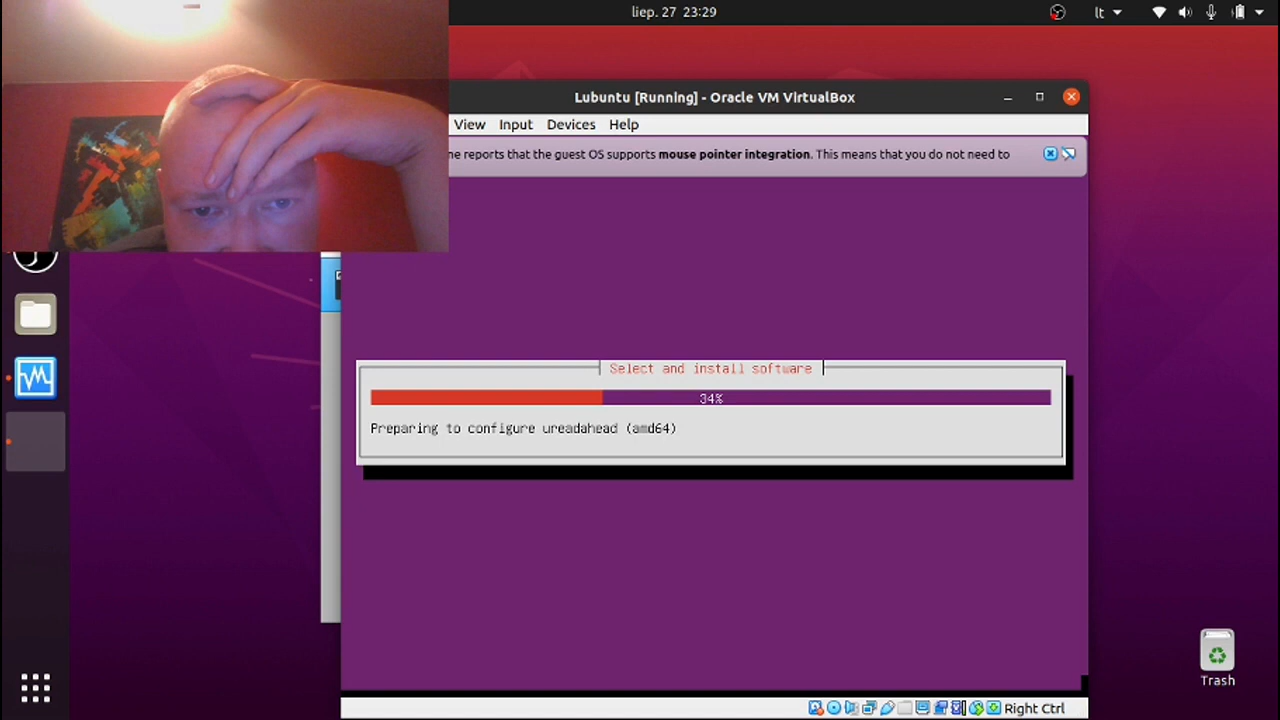 liep. 27 23:29
lt
Lubuntu [Running] - Oracle VM VirtualBox
View Input Devices Help
reports that the guest OS supports mouse pointer integration. This means that you do not need to
Select and install software
34%
Preparing to configure ureadahead (amd64)
Trash
Right Ctrl